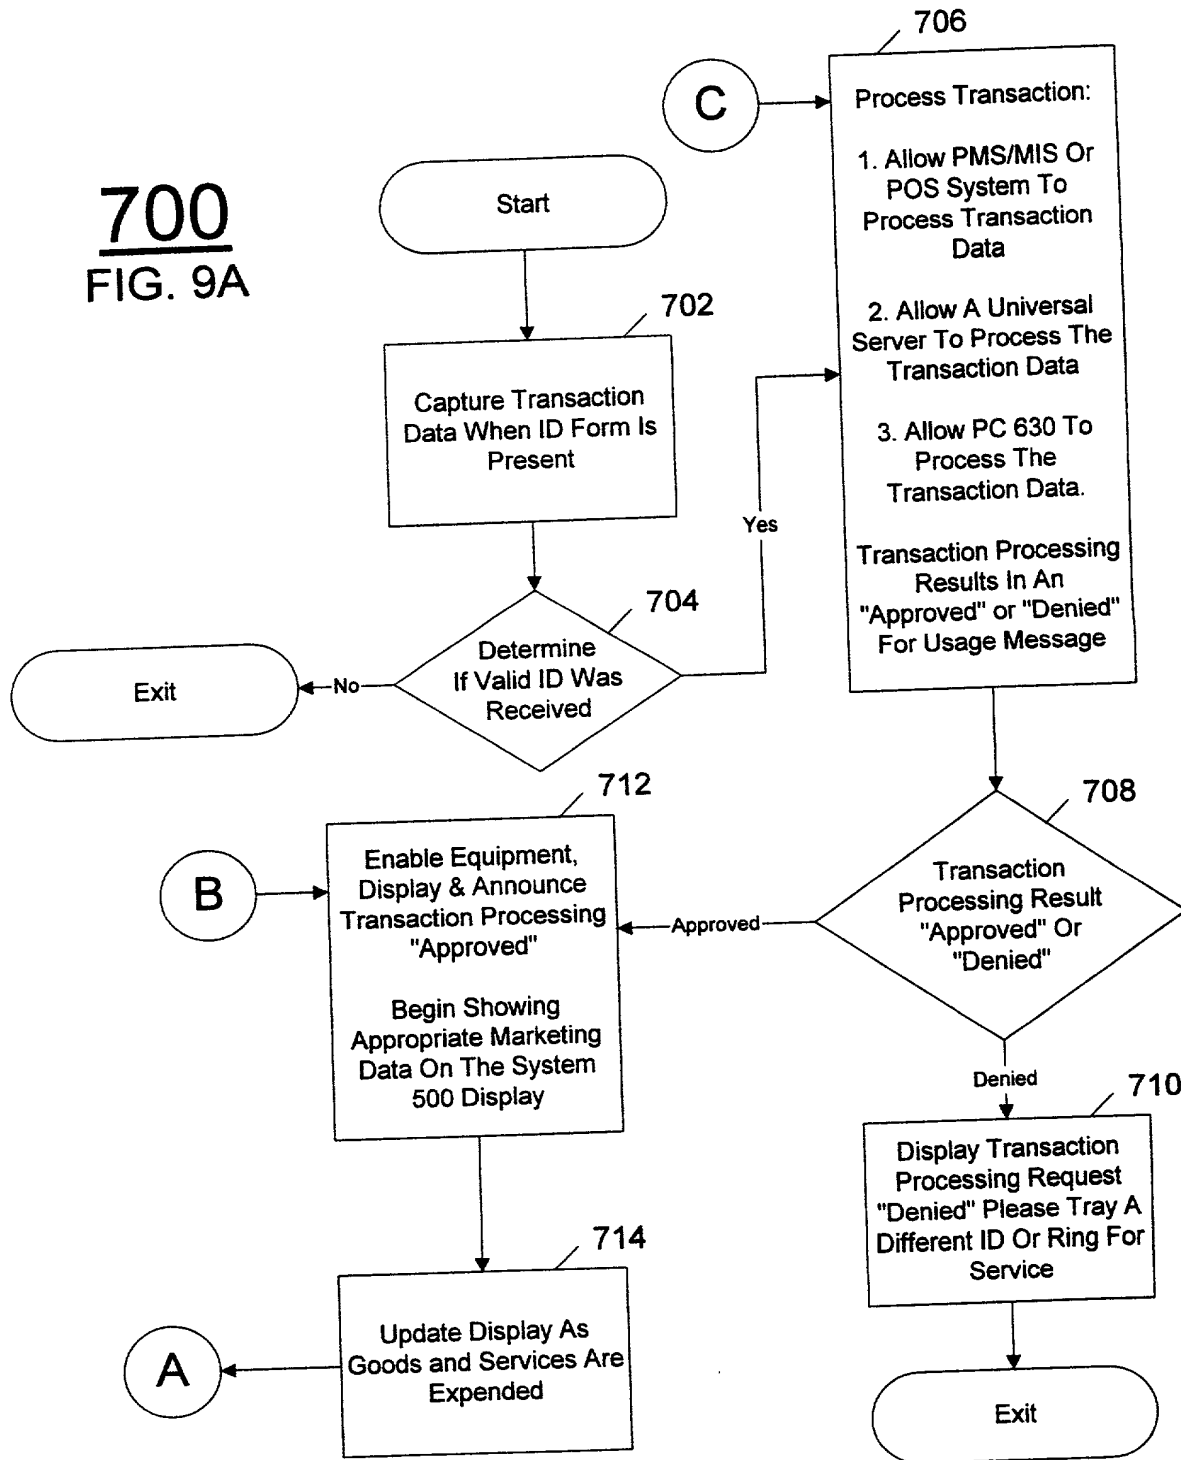 700
FIG. 9A
Start
702
Capture Transaction
Data When ID Form Is
Present
704
Determine
If Valid ID Was
Received
No
Exit
Yes
C
706
Process Transaction:
1. Allow PMS/MIS Or
POS System To
Process Transaction
Data
2. Allow A Universal
Server To Process The
Transaction Data
3. Allow PC 630 To
Process The
Transaction Data.
Transaction Processing
Results In An
"Approved" or "Denied"
For Usage Message
708
Transaction
Processing Result
"Approved" Or
"Denied"
Approved
Denied
710
Display Transaction
Processing Request
"Denied" Please Tray A
Different ID Or Ring For
Service
Exit
B
712
Enable Equipment,
Display & Announce
Transaction Processing
"Approved"
Begin Showing
Appropriate Marketing
Data On The System
500 Display
714
Update Display As
Goods and Services Are
Expended
A